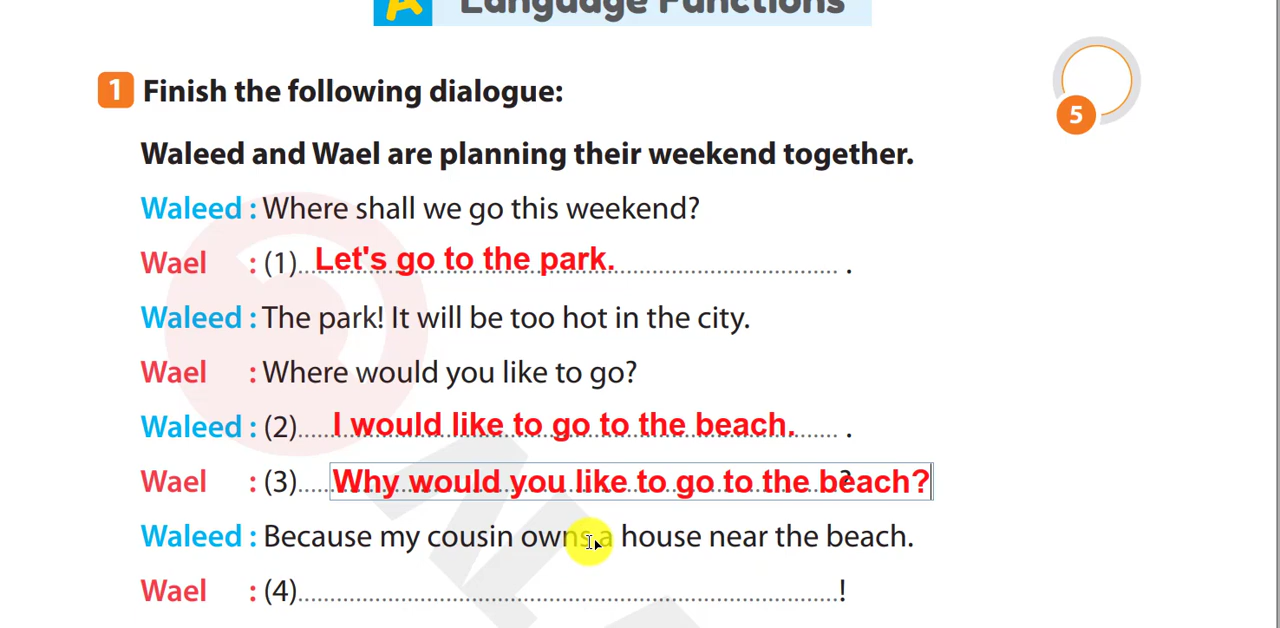 A Language Functions
1 Finish the following dialogue:
5
Waleed and Wael are planning their weekend together.
Waleed : Where shall we go this weekend?
Wael : (1) Let's go to the park. .
Waleed : The park! It will be too hot in the city.
Wael : Where would you like to go?
Waleed : (2) I would like to go to the beach. .
Wael : (3) Why would you like to go to the beach? ?
Waleed : Because my cousin owns a house near the beach.
Wael : (4) !